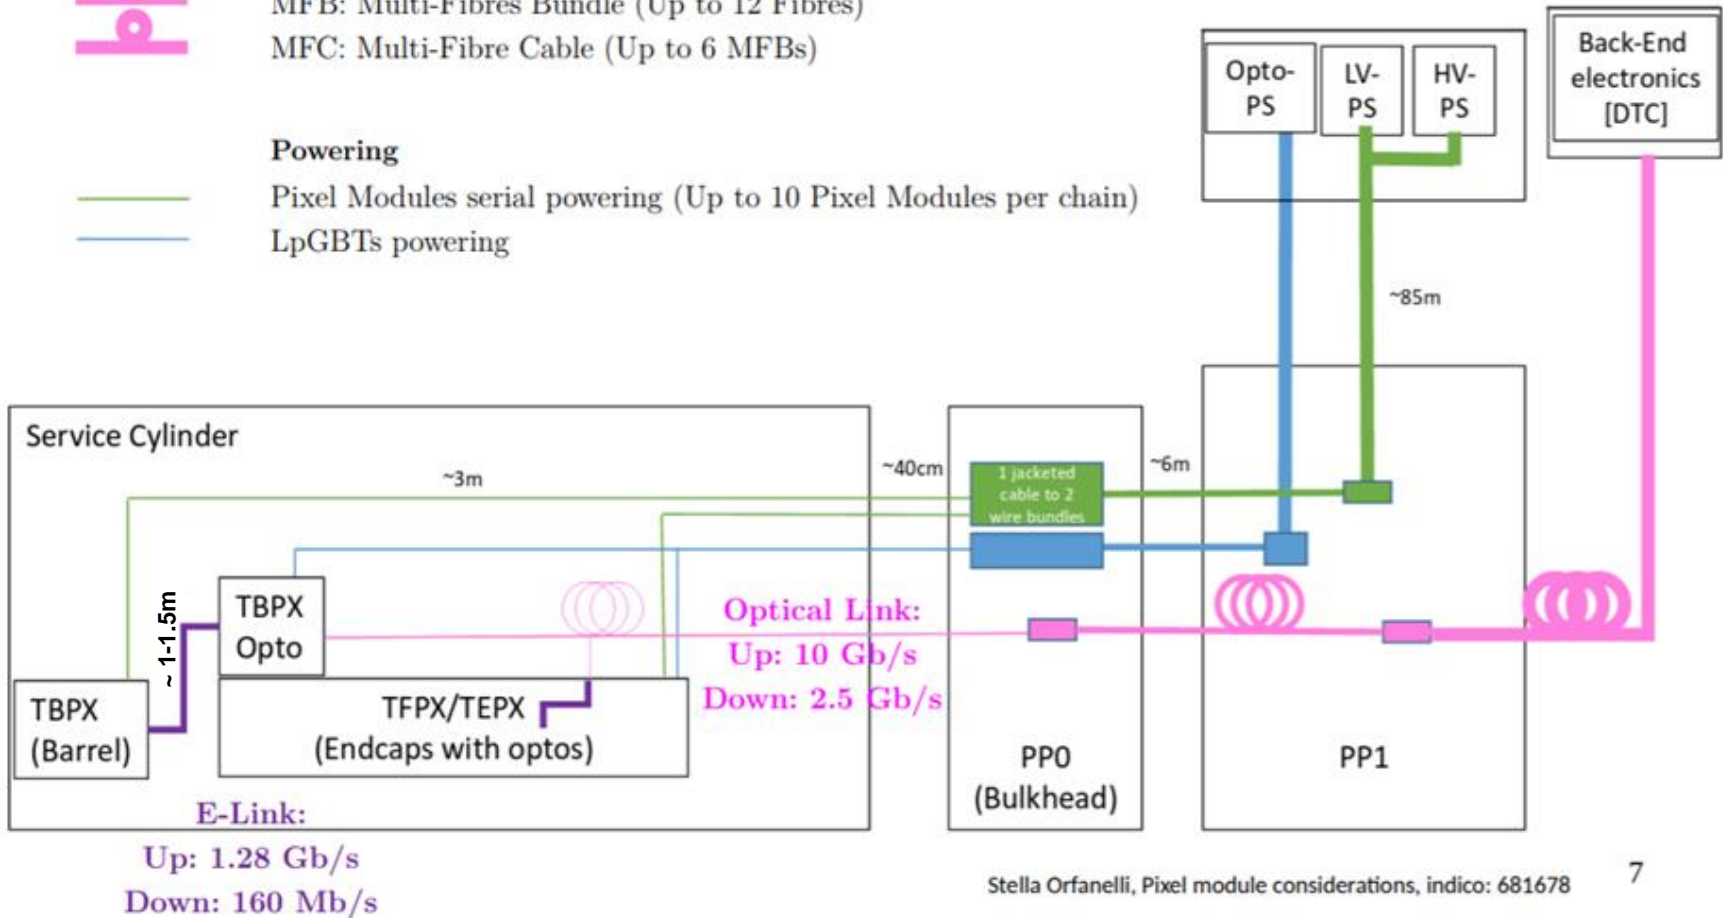 MFB: Multi-Fibres Bundle (Up to 12 Fibres)
MFC: Multi-Fibre Cable (Up to 6 MFBs)
Powering
Pixel Modules serial powering (Up to 10 Pixel Modules per chain)
LpGBTs powering
Opto-
PS
LV-
PS
HV-
PS
Back-End
electronics
[DTC]
~85m
Service Cylinder
~3m
~40cm
1 jacketed
cable to 2
wire bundles
~6m
~ 1-1.5m
TBPX
Opto
TBPX
(Barrel)
TFPX/TEPX
(Endcaps with optos)
Optical Link:
Up: 10 Gb/s
Down: 2.5 Gb/s
PP0
(Bulkhead)
PP1
E-Link:
Up: 1.28 Gb/s
Down: 160 Mb/s
Stella Orfanelli, Pixel module considerations, indico: 681678
7